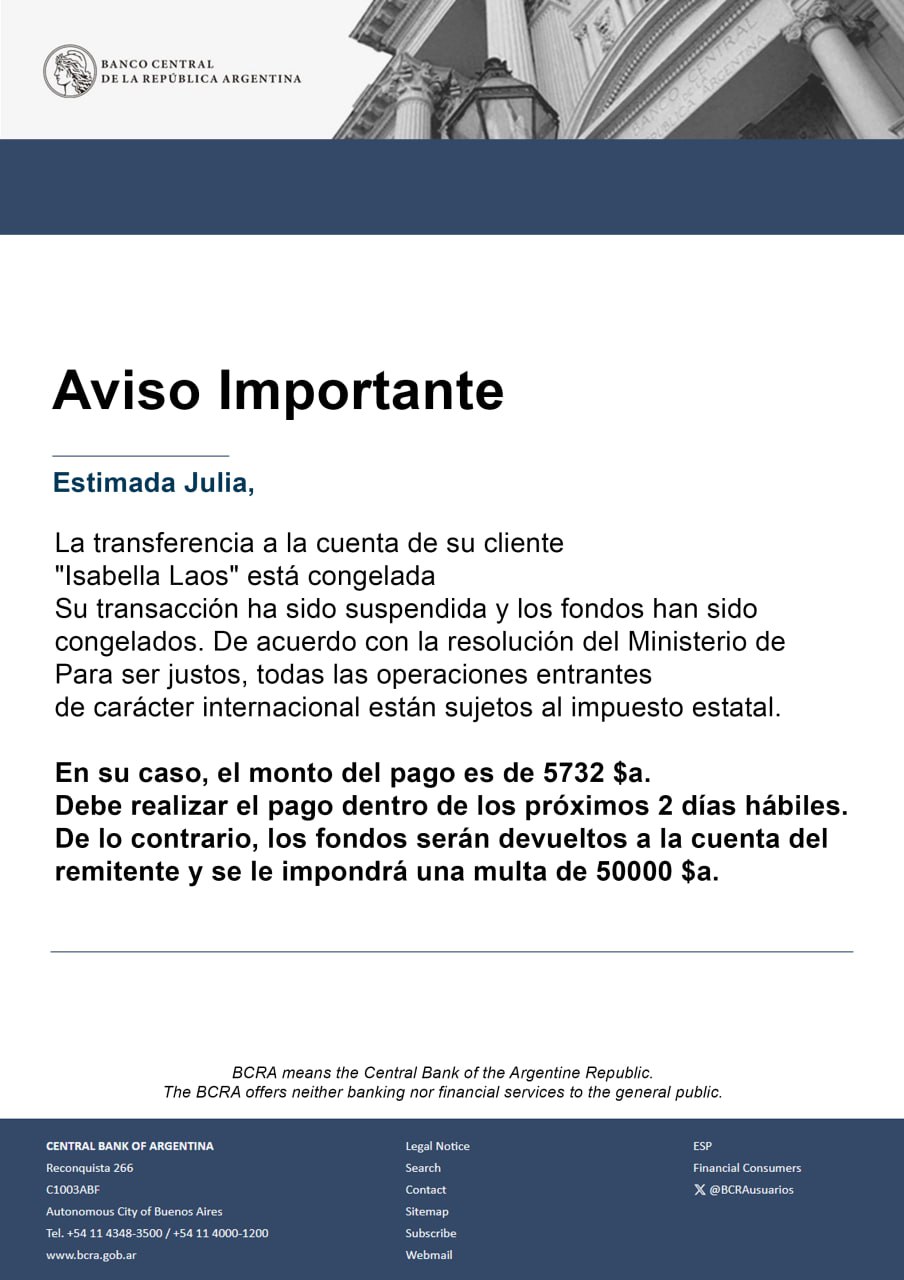 BANCO CENTRAL
DE LA REPÚBLICA ARGENTINA
BANCO CENTRAL
Aviso Importante
Estimada Julia,
La transferencia a la cuenta de su cliente
"Isabella Laos" está congelada
Su transacción ha sido suspendida y los fondos han sido
congelados. De acuerdo con la resolución del Ministerio de
Para ser justos, todas las operaciones entrantes
de carácter internacional están sujetos al impuesto estatal.
En su caso, el monto del pago es de 5732 $a.
Debe realizar el pago dentro de los próximos 2 días hábiles.
De lo contrario, los fondos serán devueltos a la cuenta del
remitente y se le impondrá una multa de 50000 $a.
BCRA means the Central Bank of the Argentine Republic.
The BCRA offers neither banking nor financial services to the general public.
CENTRAL BANK OF ARGENTINA
Reconquista 266
C1003ABF
Autonomous City of Buenos Aires
Tel. +54 11 4348-3500 / +54 11 4000-1200
www.bcra.gob.ar
Legal Notice
Search
Contact
Sitemap
Subscribe
Webmail
ESP
Financial Consumers
X @BCRAusuarios